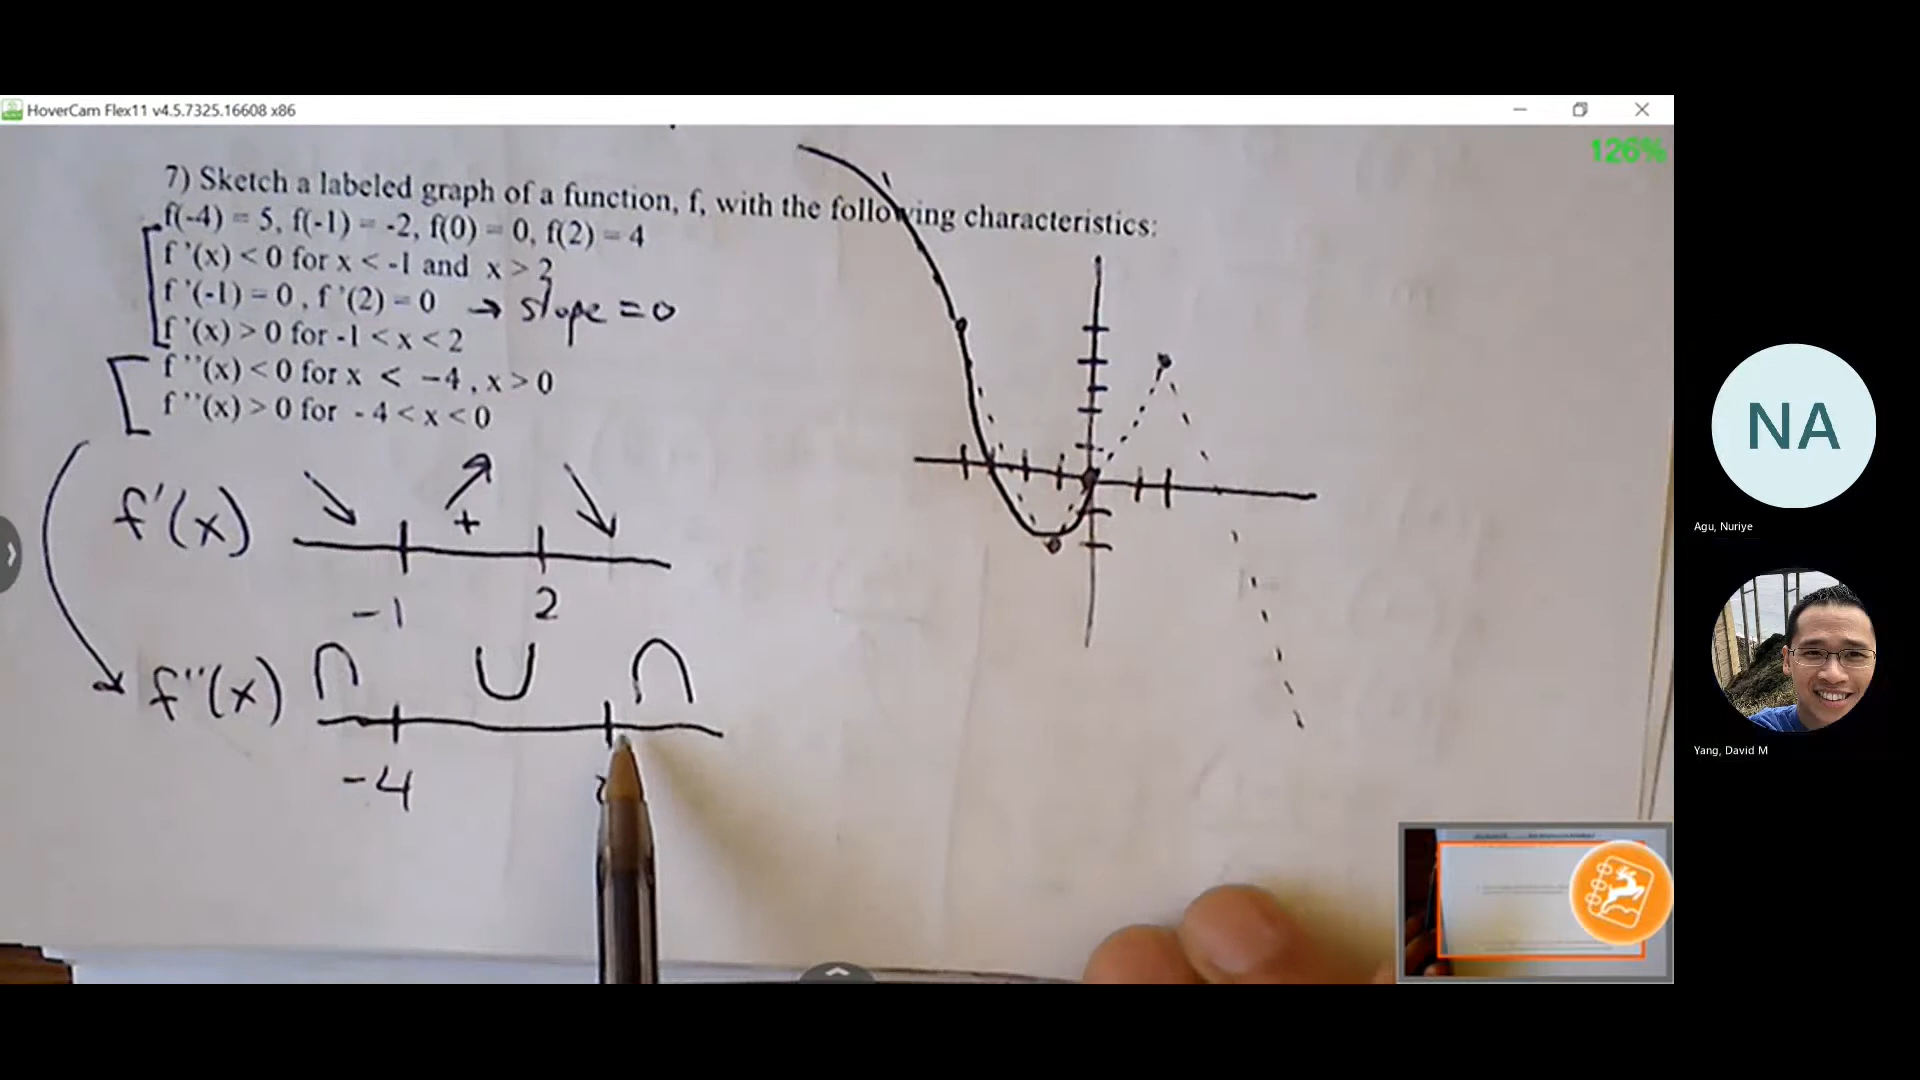 HoverCam Flex11 v4.5.7325.16608 x86
126%
7) Sketch a labeled graph of a function, f, with the following characteristics:
f(-4) = 5, f(-1) = -2, f(0) = 0, f(2) = 4
f '(x) < 0 for x < -1 and x > 2
f '(-1) = 0 , f '(2) = 0 → slope = 0
f '(x) > 0 for -1 < x < 2
f ''(x) < 0 for x < -4 , x > 0
f ''(x) > 0 for - 4 < x < 0
f'(x)
+
-1 2
f''(x)
-4
NA
Agu, Nuriye
Yang, David M